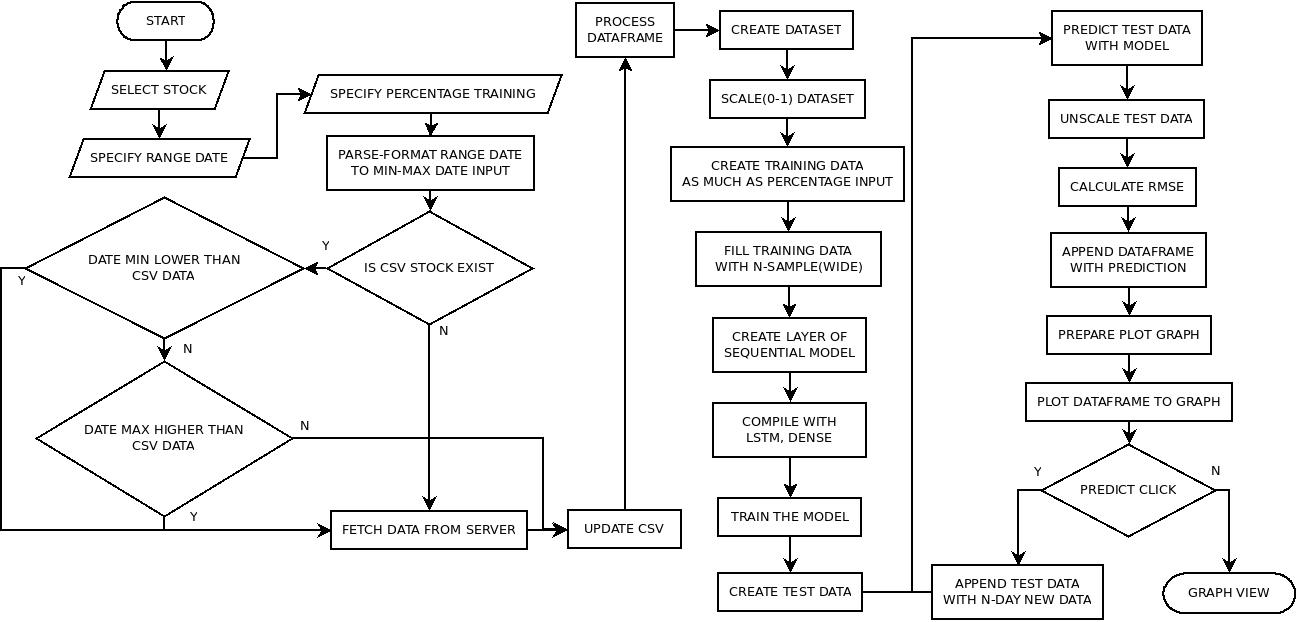 START
SELECT STOCK
SPECIFY RANGE DATE
SPECIFY PERCENTAGE TRAINING
PARSE-FORMAT RANGE DATE
TO MIN-MAX DATE INPUT
IS CSV STOCK EXIST
Y
N
DATE MIN LOWER THAN
CSV DATA
Y
N
DATE MAX HIGHER THAN
CSV DATA
N
Y
FETCH DATA FROM SERVER
UPDATE CSV
PROCESS
DATAFRAME
CREATE DATASET
SCALE(0-1) DATASET
CREATE TRAINING DATA
AS MUCH AS PERCENTAGE INPUT
FILL TRAINING DATA
WITH N-SAMPLE(WIDE)
CREATE LAYER OF
SEQUENTIAL MODEL
COMPILE WITH
LSTM, DENSE
TRAIN THE MODEL
CREATE TEST DATA
PREDICT TEST DATA
WITH MODEL
UNSCALE TEST DATA
CALCULATE RMSE
APPEND DATAFRAME
WITH PREDICTION
PREPARE PLOT GRAPH
PLOT DATAFRAME TO GRAPH
PREDICT CLICK
Y
N
APPEND TEST DATA
WITH N-DAY NEW DATA
GRAPH VIEW